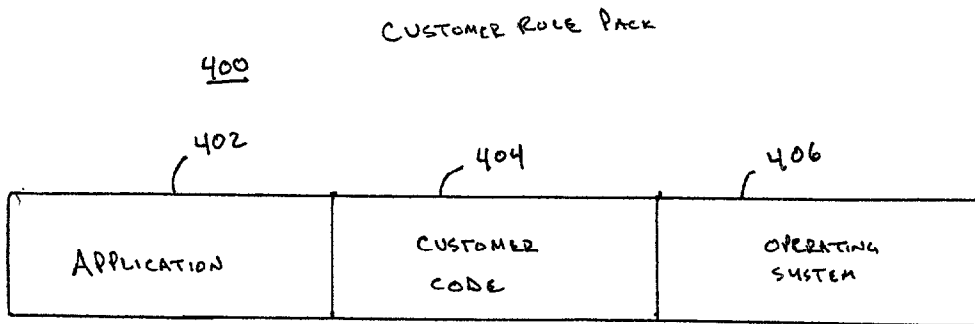 CUSTOMER RULE PACK
400
402
404
406
APPLICATION
CUSTOMER
CODE
OPERATING
SYSTEM